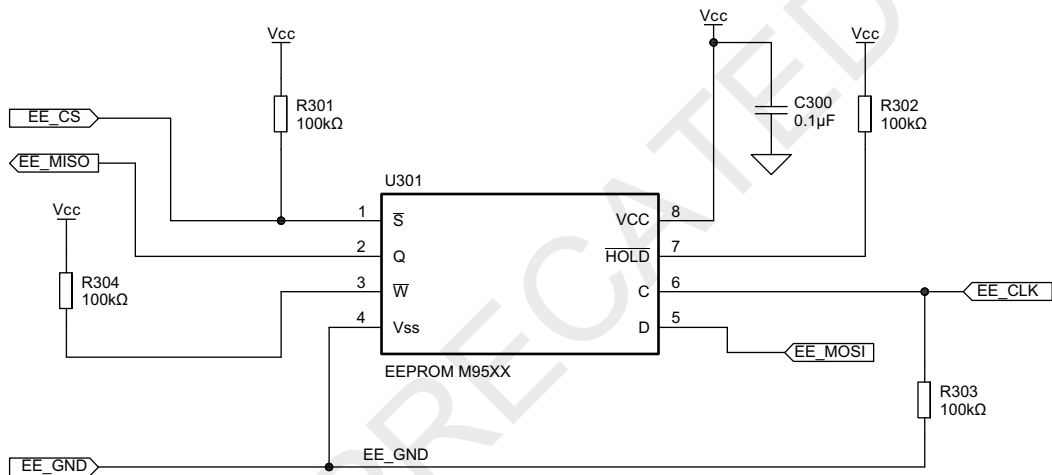 Vcc
R301
100kΩ
EE_CS
EE_MISO
Vcc
R304
100kΩ
Vcc
C300
0.1µF
Vcc
R302
100kΩ
U301
1
S
2
Q
3
W
4
Vss
VCC
8
HOLD
7
C
6
D
5
EE_CLK
EE_MOSI
EEPROM M95XX
R303
100kΩ
EE_GND
EE_GND
PRECATED